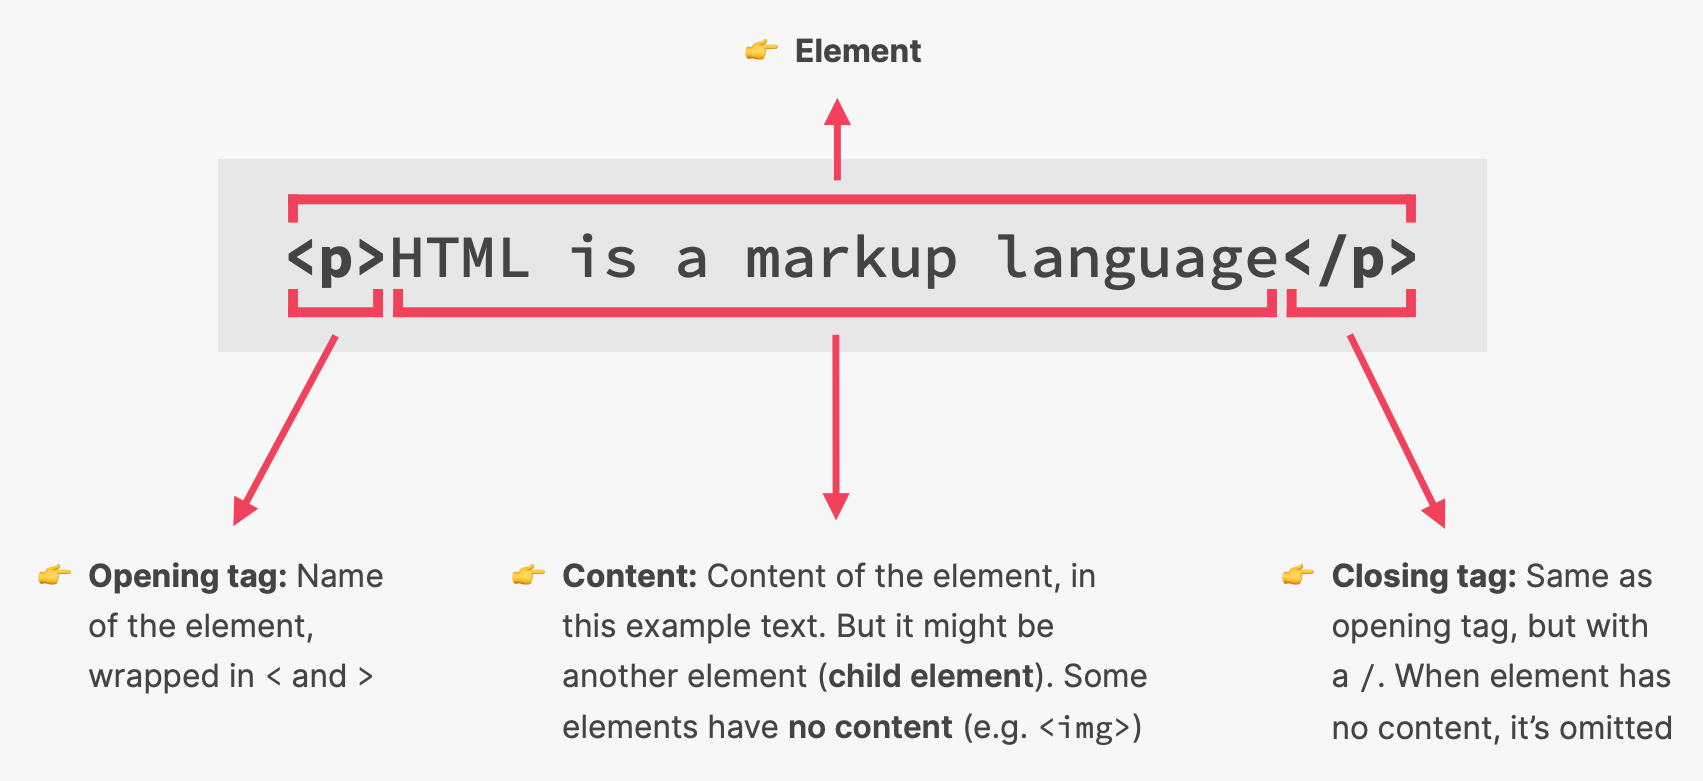 👉 Element
<p>HTML is a markup language</p>
👉 Opening tag: Name
of the element,
wrapped in < and >
👉 Content: Content of the element, in
this example text. But it might be
another element (child element). Some
elements have no content (e.g. <img>)
👉 Closing tag: Same as
opening tag, but with
a /. When element has
no content, it’s omitted